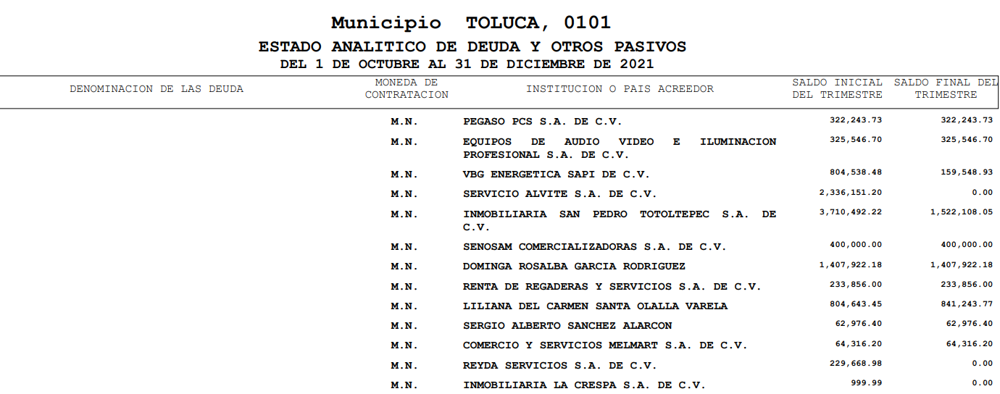 Municipio TOLUCA, 0101
ESTADO ANALITICO DE DEUDA Y OTROS PASIVOS
DEL 1 DE OCTUBRE AL 31 DE DICIEMBRE DE 2021
DENOMINACION DE LAS DEUDA MONEDA DE CONTRATACION INSTITUCION O PAIS ACREEDOR SALDO INICIAL DEL TRIMESTRE SALDO FINAL DEL TRIMESTRE
M.N. PEGASO PCS S.A. DE C.V. 322,243.73 322,243.73
M.N. EQUIPOS DE AUDIO VIDEO E ILUMINACION 325,546.70 325,546.70
PROFESIONAL S.A. DE C.V.
M.N. VBG ENERGETICA SAPI DE C.V. 804,538.48 159,548.93
M.N. SERVICIO ALVITE S.A. DE C.V. 2,336,151.20 0.00
M.N. INMOBILIARIA SAN PEDRO TOTOLTEPEC S.A. DE 3,710,492.22 1,522,108.05
C.V.
M.N. SENOSAM COMERCIALIZADORAS S.A. DE C.V. 400,000.00 400,000.00
M.N. DOMINGA ROSALBA GARCIA RODRIGUEZ 1,407,922.18 1,407,922.18
M.N. RENTA DE REGADERAS Y SERVICIOS S.A. DE C.V. 233,856.00 233,856.00
M.N. LILIANA DEL CARMEN SANTA OLALLA VARELA 804,643.45 841,243.77
M.N. SERGIO ALBERTO SANCHEZ ALARCON 62,976.40 62,976.40
M.N. COMERCIO Y SERVICIOS MELMART S.A. DE C.V. 64,316.20 64,316.20
M.N. REYDA SERVICIOS S.A. DE C.V. 229,668.98 0.00
M.N. INMOBILIARIA LA CRESPA S.A. DE C.V. 999.99 0.00